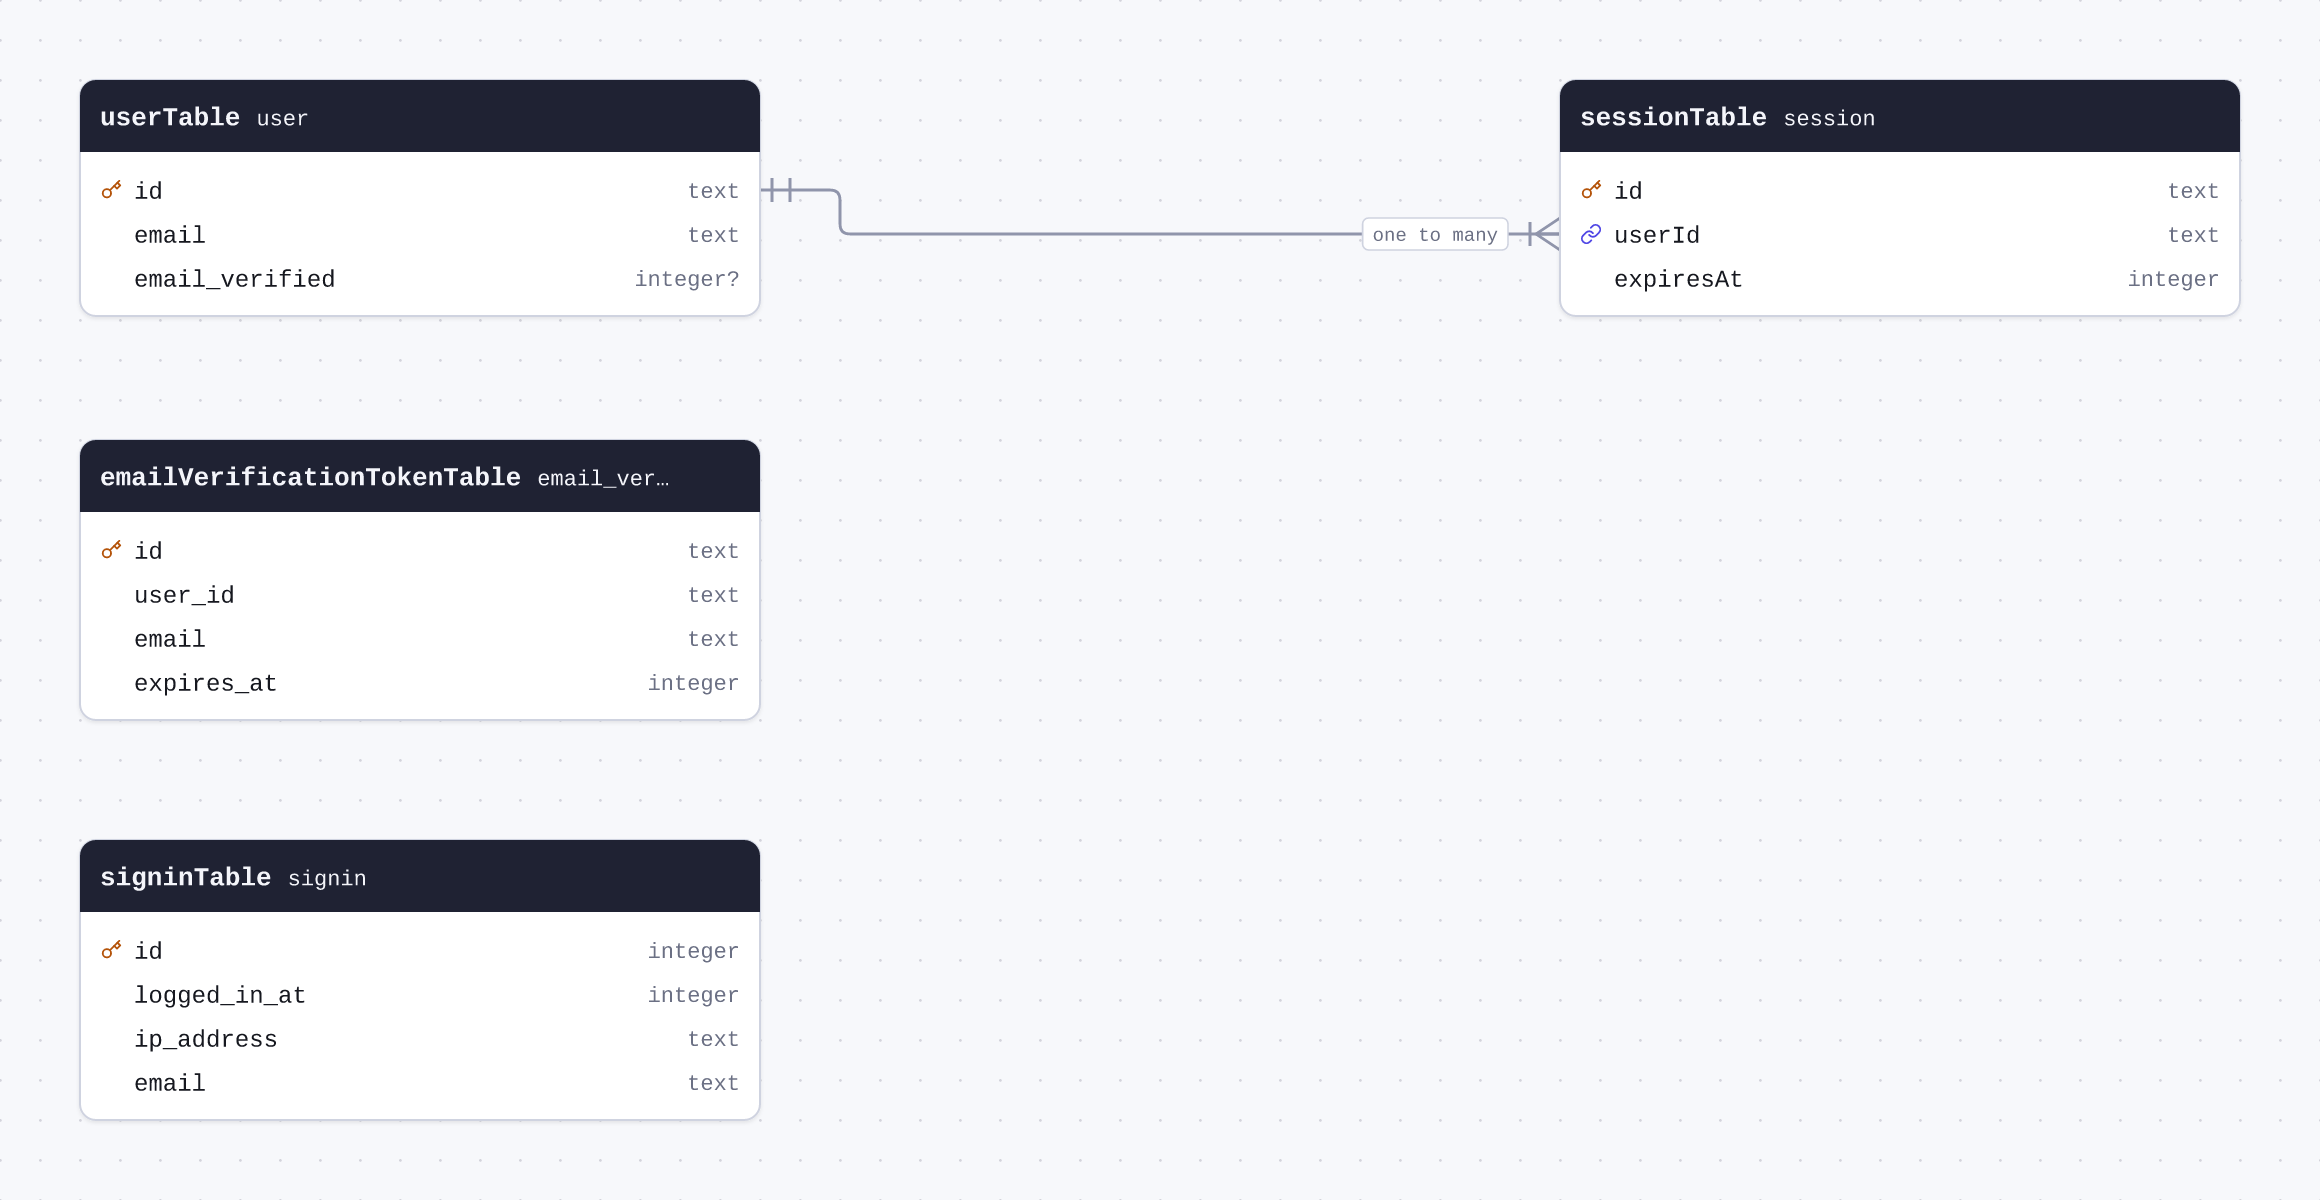 userTable user
id text
email text
email_verified integer?
one to many
sessionTable session
id text
userId text
expiresAt integer
emailVerificationTokenTable email_ver…
id text
user_id text
email text
expires_at integer
signinTable signin
id integer
logged_in_at integer
ip_address text
email text